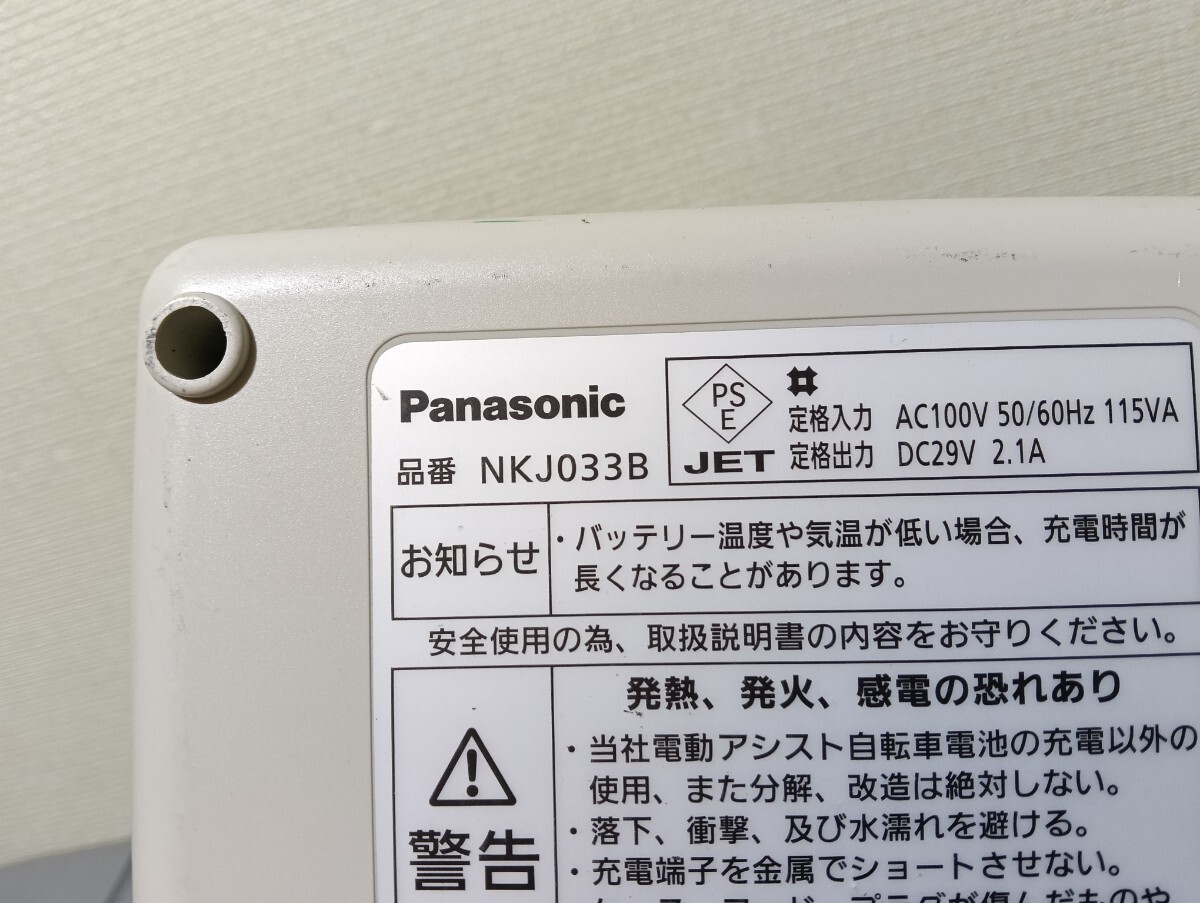 Panasonic
品番 NKJ033B
PS
E
JET
定格入力 AC100V 50/60Hz 115VA
定格出力 DC29V 2.1A
お知らせ
・バッテリー温度や気温が低い場合、充電時間が
長くなることがあります。
安全使用の為、取扱説明書の内容をお守りください。
警告
発熱、発火、感電の恐れあり
・当社電動アシスト自転車電池の充電以外の
使用、また分解、改造は絶対しない。
・落下、衝撃、及び水濡れを避ける。
・充電端子を金属でショートさせない。